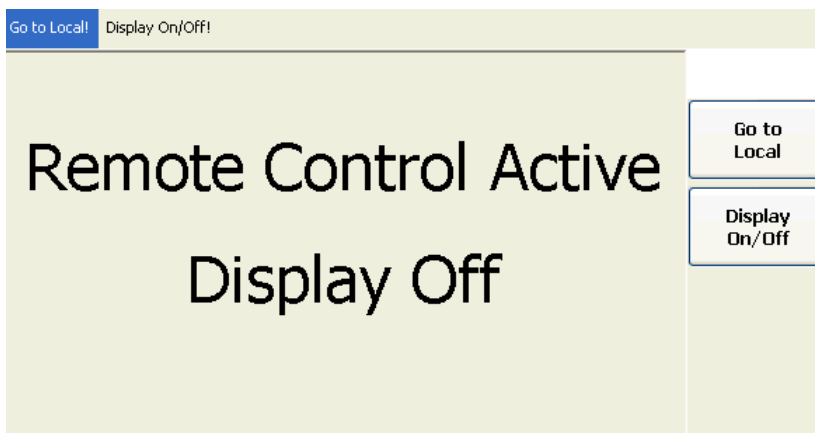 Go to Local! Display On/Off!
Remote Control Active
Display Off
Go to
Local
Display
On/Off